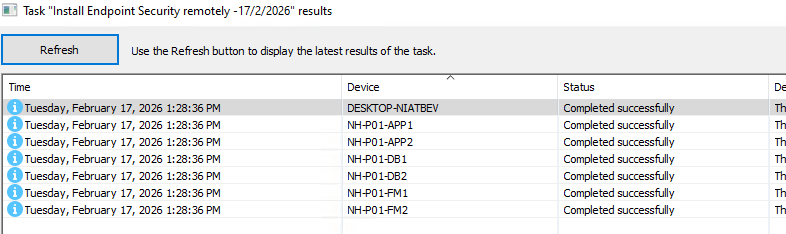 Task "Install Endpoint Security remotely -17/2/2026" results
Refresh Use the Refresh button to display the latest results of the task.
Time Device Status De
Tuesday, February 17, 2026 1:28:36 PM DESKTOP-NIATBEV Completed successfully Th
Tuesday, February 17, 2026 1:28:36 PM NH-P01-APP1 Completed successfully Th
Tuesday, February 17, 2026 1:28:36 PM NH-P01-APP2 Completed successfully Th
Tuesday, February 17, 2026 1:28:36 PM NH-P01-DB1 Completed successfully Th
Tuesday, February 17, 2026 1:28:36 PM NH-P01-DB2 Completed successfully Th
Tuesday, February 17, 2026 1:28:36 PM NH-P01-FM1 Completed successfully Th
Tuesday, February 17, 2026 1:28:36 PM NH-P01-FM2 Completed successfully Th